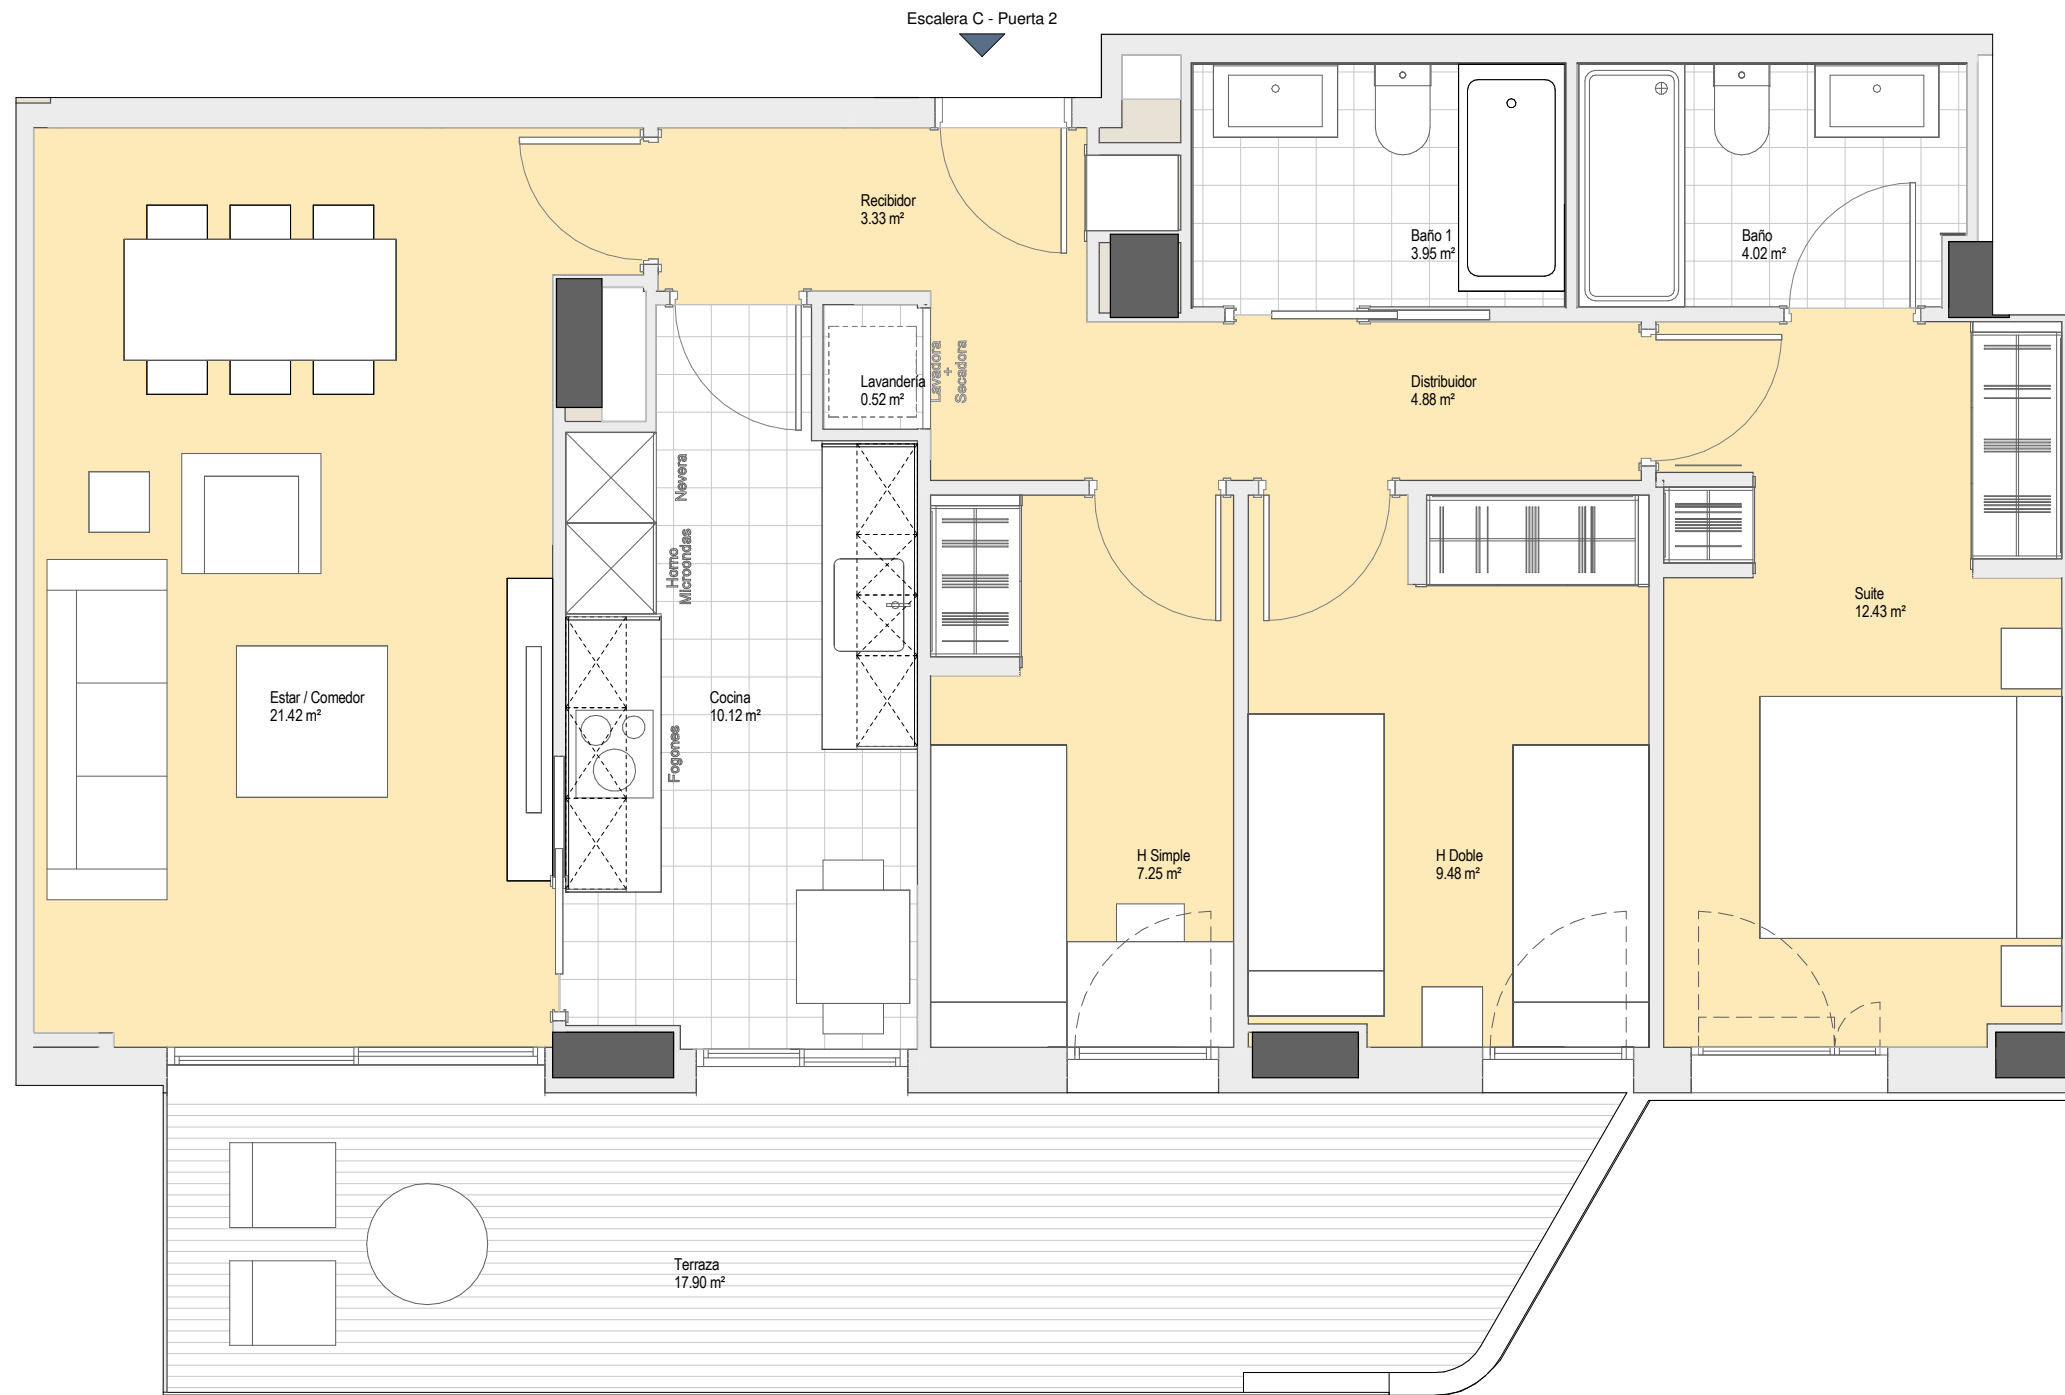 Escalera C - Puerta 2
Recibidor
3.33 m²
Baño 1
3.95 m²
Baño
4.02 m²
Lavandería
0.52 m²
Lavadora
+
Secadora
Distribuidor
4.88 m²
Nevera
Horno
Microondas
Suite
12.43 m²
Estar / Comedor
21.42 m²
Cocina
10.12 m²
Fogones
H Simple
7.25 m²
H Doble
9.48 m²
Terraza
17.90 m²